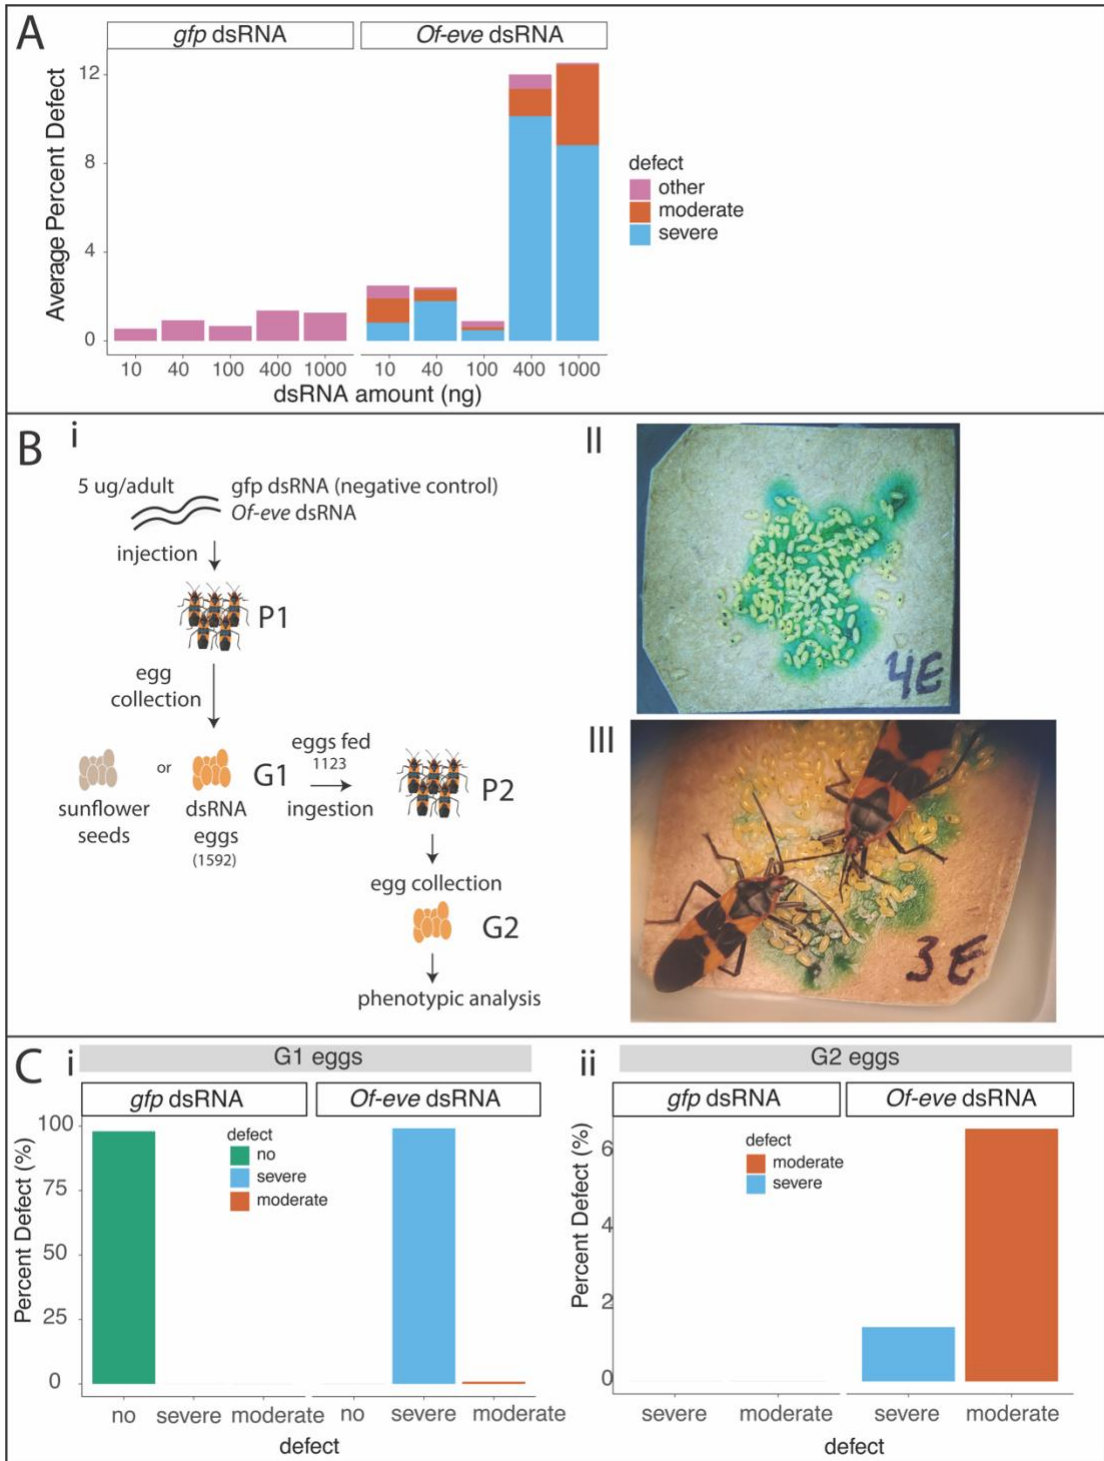 A
gfp dsRNA
Of-eve dsRNA
Average Percent Defect
12
8
4
0
10 40 100 400 1000 10 40 100 400 1000
dsRNA amount (ng)
defect
other
moderate
severe
B
i
5 ug/adult
gfp dsRNA (negative control)
Of-eve dsRNA
injection
P1
egg
collection
sunflower
seeds
or
dsRNA
eggs
(1592)
G1
eggs fed
1123
ingestion
P2
egg collection
G2
phenotypic analysis
II
4E
III
3E
C
i
G1 eggs
gfp dsRNA
Of-eve dsRNA
Percent Defect (%)
100
75
50
25
0
defect
no
severe
moderate
no severe moderate no severe moderate
defect
ii
G2 eggs
gfp dsRNA
Of-eve dsRNA
Percent Defect (%)
6
4
2
0
defect
moderate
severe
severe moderate severe moderate
defect